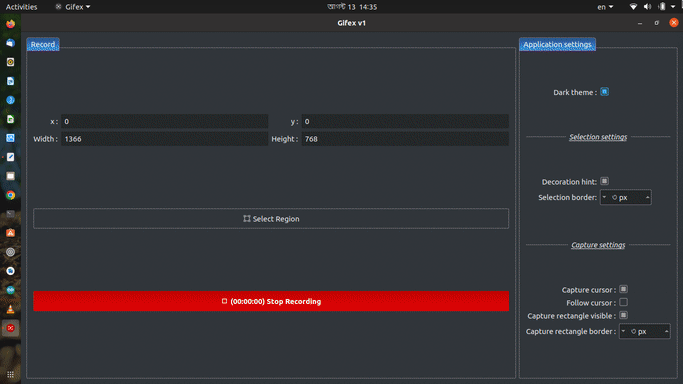 Activities
Gifex
আগস্ট 13 14:35
en
Gifex v1
Record
Application settings
x :
0
y :
0
Width :
1366
Height :
768
Dark theme :
Selection settings
Decoration hint:
Selection border:
px
Select Region
Capture settings
(00:00:00) Stop Recording
Capture cursor :
Follow cursor :
Capture rectangle visible :
Capture rectangle border :
px